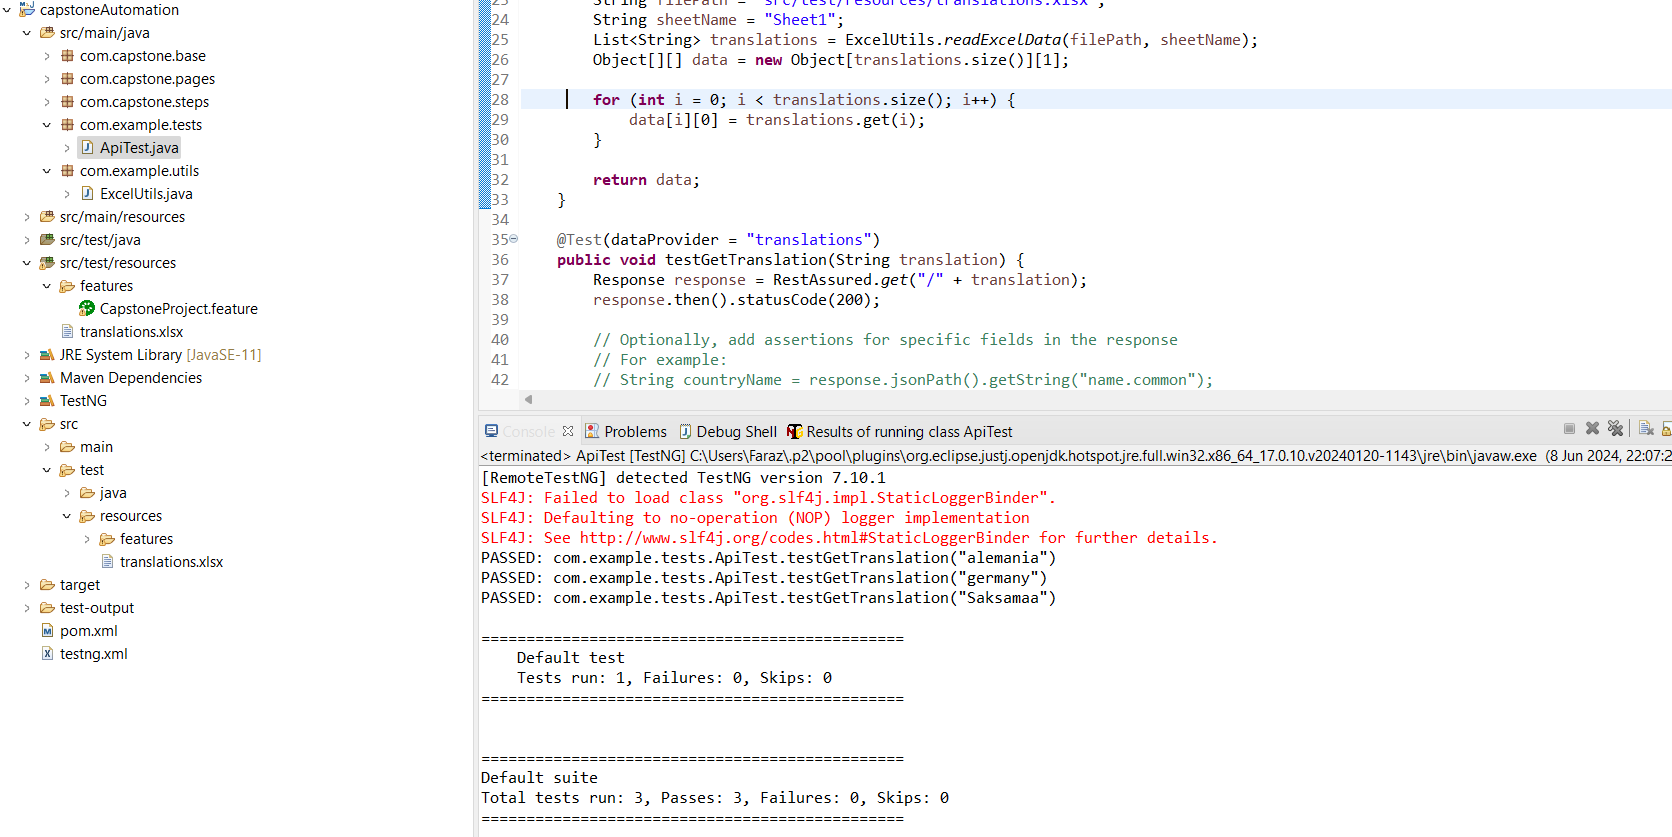 capstoneAutomation
src/main/java
com.capstone.base
com.capstone.pages
com.capstone.steps
com.example.tests
ApiTest.java
com.example.utils
ExcelUtils.java
src/main/resources
src/test/java
src/test/resources
features
CapstoneProject.feature
translations.xlsx
JRE System Library [JavaSE-11]
Maven Dependencies
TestNG
src
main
test
java
resources
features
translations.xlsx
target
test-output
pom.xml
testng.xml
23 String filePath = "src/test/resources/translations.xlsx";
24 String sheetName = "Sheet1";
25 List<String> translations = ExcelUtils.readExcelData(filePath, sheetName);
26 Object[][] data = new Object[translations.size()][1];
27
28 for (int i = 0; i < translations.size(); i++) {
29 data[i][0] = translations.get(i);
30 }
31
32 return data;
33 }
34
35 @Test(dataProvider = "translations")
36 public void testGetTranslation(String translation) {
37 Response response = RestAssured.get("/" + translation);
38 response.then().statusCode(200);
39
40 // Optionally, add assertions for specific fields in the response
41 // For example:
42 // String countryName = response.jsonPath().getString("name.common");
Console Problems Debug Shell Results of running class ApiTest
<terminated> ApiTest [TestNG] C:\Users\Faraz\.p2\pool\plugins\org.eclipse.justj.openjdk.hotspot.jre.full.win32.x86_64_17.0.10.v20240120-1143\jre\bin\javaw.exe (8 Jun 2024, 22:07:2
[RemoteTestNG] detected TestNG version 7.10.1
SLF4J: Failed to load class "org.slf4j.impl.StaticLoggerBinder".
SLF4J: Defaulting to no-operation (NOP) logger implementation
SLF4J: See http://www.slf4j.org/codes.html#StaticLoggerBinder for further details.
PASSED: com.example.tests.ApiTest.testGetTranslation("alemania")
PASSED: com.example.tests.ApiTest.testGetTranslation("germany")
PASSED: com.example.tests.ApiTest.testGetTranslation("Saksamaa")
===============================================
Default test
Tests run: 1, Failures: 0, Skips: 0
===============================================
===============================================
Default suite
Total tests run: 3, Passes: 3, Failures: 0, Skips: 0
===============================================